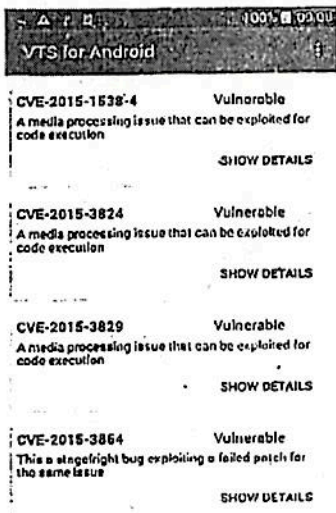 100% 00:00
VTS for Android
CVE-2015-1538-4 Vulnerable
A media processing issue that can be exploited for
code execution
SHOW DETAILS
CVE-2015-3824 Vulnerable
A media processing issue that can be exploited for
code execution
SHOW DETAILS
CVE-2015-3829 Vulnerable
A media processing issue that can be exploited for
code execution
SHOW DETAILS
CVE-2015-3864 Vulnerable
This a stagefright bug exploiting a failed patch for
the same issue
SHOW DETAILS